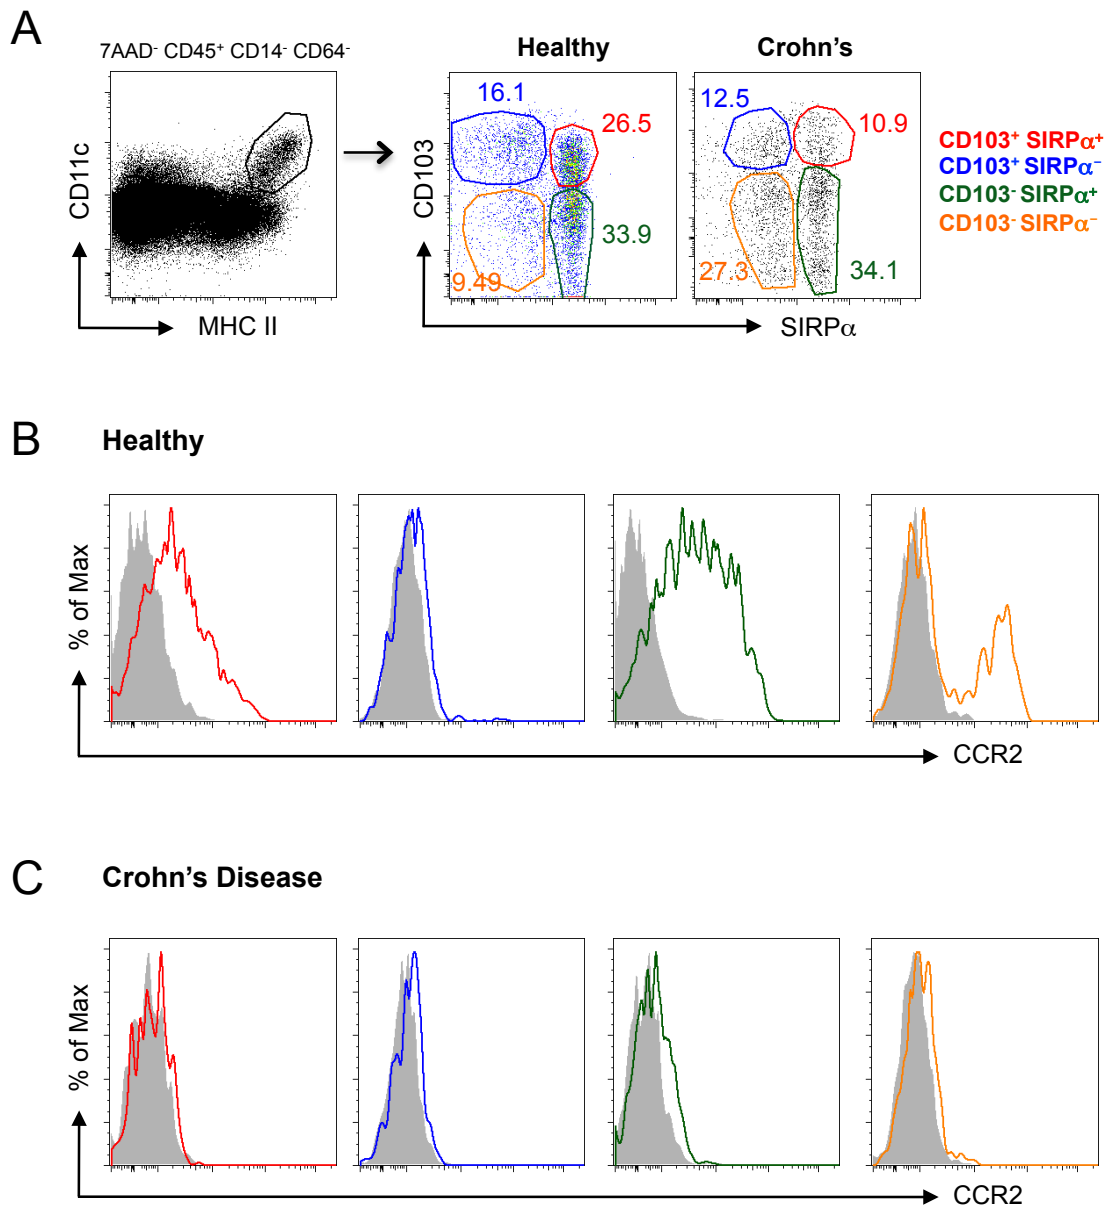 A
7AAD⁻ CD45⁺ CD14⁻ CD64⁻
CD11c
MHC II
Healthy
Crohn's
CD103
16.1
26.5
33.9
9.49
12.5
10.9
27.3
34.1
SIRPα
CD103⁺ SIRPα⁺
CD103⁺ SIRPα⁻
CD103⁻ SIRPα⁺
CD103⁻ SIRPα⁻
B
Healthy
% of Max
CCR2
C
Crohn's Disease
% of Max
CCR2